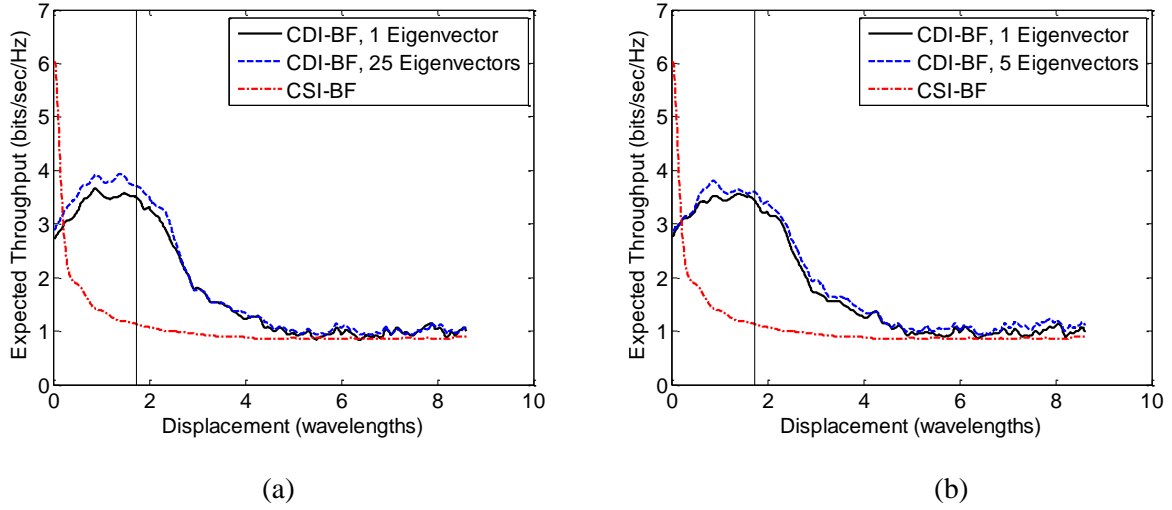 7
6
5
4
3
2
1
0
Expected Throughput (bits/sec/Hz)
CDI-BF, 1 Eigenvector
CDI-BF, 25 Eigenvectors
CSI-BF
0 2 4 6 8 10
Displacement (wavelengths)
(a)
7
6
5
4
3
2
1
0
Expected Throughput (bits/sec/Hz)
CDI-BF, 1 Eigenvector
CDI-BF, 5 Eigenvectors
CSI-BF
0 2 4 6 8 10
Displacement (wavelengths)
(b)